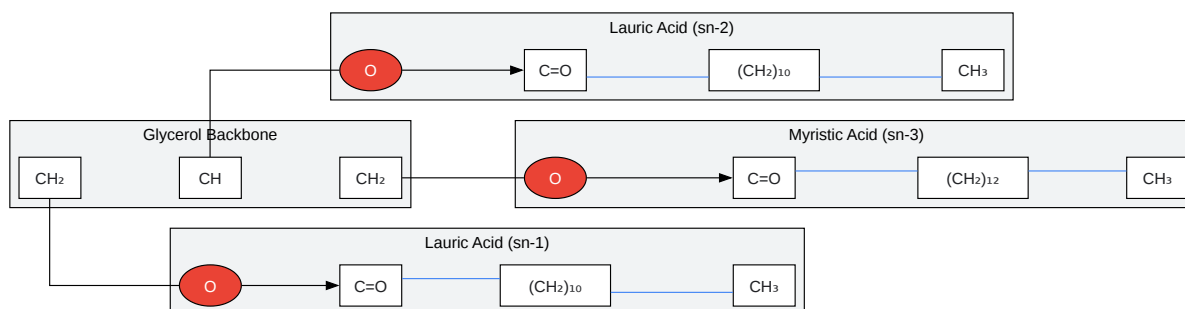 Lauric Acid (sn-2)
O
C=O
(CH₂)₁₀
CH₃
Glycerol Backbone
CH₂
CH
CH₂
Myristic Acid (sn-3)
O
C=O
(CH₂)₁₂
CH₃
Lauric Acid (sn-1)
O
C=O
(CH₂)₁₀
CH₃